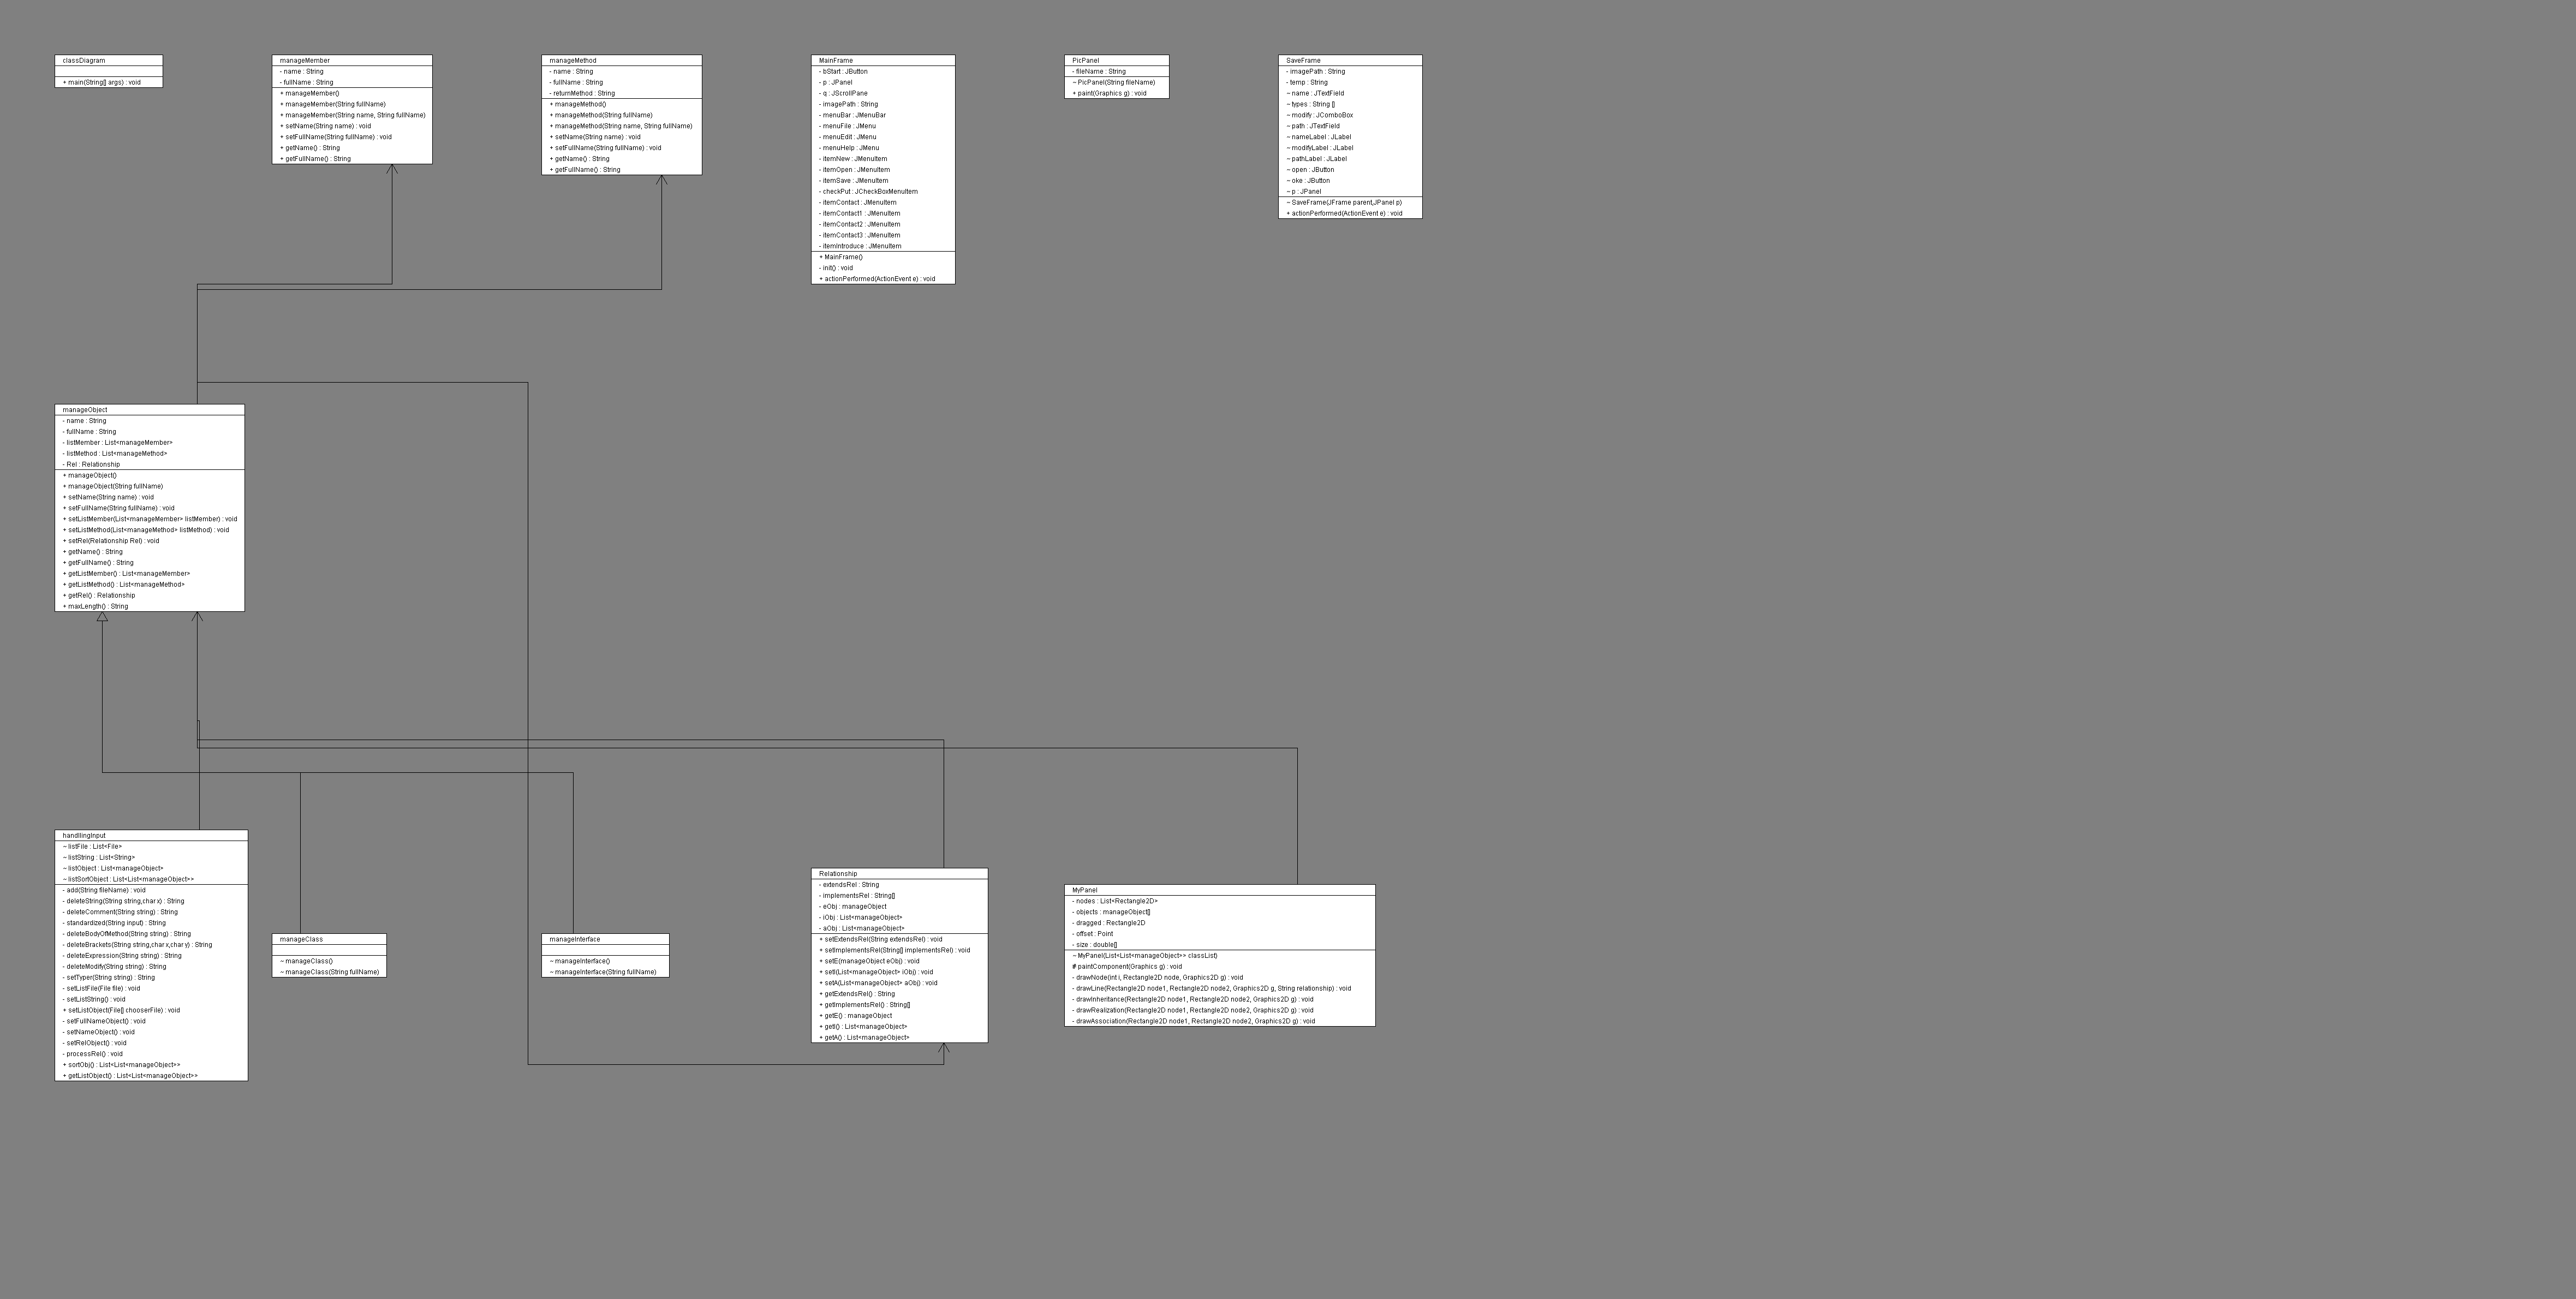 classDiagram
+ main(String[] args) : void
manageMember
- name : String
- fullName : String
+ manageMember()
+ manageMember(String fullName)
+ manageMember(String name, String fullName)
+ setName(String name) : void
+ setFullName(String fullName) : void
+ getName() : String
+ getFullName() : String
manageMethod
- name : String
- fullName : String
- returnMethod : String
+ manageMethod()
+ manageMethod(String fullName)
+ manageMethod(String name, String fullName)
+ setName(String name) : void
+ setFullName(String fullName) : void
+ getName() : String
+ getFullName() : String
MainFrame
- bStart : JButton
- p : JPanel
- q : JScrollPane
- imagePath : String
- menuBar : JMenuBar
- menuFile : JMenu
- menuEdit : JMenu
- menuHelp : JMenu
- itemNew : JMenuItem
- itemOpen : JMenuItem
- itemSave : JMenuItem
- checkPut : JCheckBoxMenuItem
- itemContact : JMenuItem
- itemContact1 : JMenuItem
- itemContact2 : JMenuItem
- itemContact3 : JMenuItem
- itemIntroduce : JMenuItem
+ MainFrame()
- init() : void
+ actionPerformed(ActionEvent e) : void
PicPanel
- fileName : String
~ PicPanel(String fileName)
+ paint(Graphics g) : void
SaveFrame
- imagePath : String
- temp : String
~ name : JTextField
~ types : String []
~ modify : JComboBox
~ path : JTextField
~ nameLabel : JLabel
~ modifyLabel : JLabel
~ pathLabel : JLabel
~ open : JButton
~ oke : JButton
~ p : JPanel
~ SaveFrame(JFrame parent,JPanel p)
+ actionPerformed(ActionEvent e) : void
manageObject
- name : String
- fullName : String
- listMember : List<manageMember>
- listMethod : List<manageMethod>
- Rel : Relationship
+ manageObject()
+ manageObject(String fullName)
+ setName(String name) : void
+ setFullName(String fullName) : void
+ setListMember(List<manageMember> listMember) : void
+ setListMethod(List<manageMethod> listMethod) : void
+ setRel(Relationship Rel) : void
+ getName() : String
+ getFullName() : String
+ getListMember() : List<manageMember>
+ getListMethod() : List<manageMethod>
+ getRel() : Relationship
+ maxLength() : String
handlingInput
~ listFile : List<File>
~ listString : List<String>
~ listObject : List<manageObject>
~ listSortObject : List<List<manageObject>>
- add(String fileName) : void
- deleteString(String string,char x) : String
- deleteComment(String string) : String
- standardized(String input) : String
- deleteBodyOfMethod(String string) : String
- deleteBrackets(String string,char x,char y) : String
- deleteExpression(String string) : String
- deleteModify(String string) : String
- setTyper(String string) : String
- setListFile(File file) : void
- setListString() : void
+ setListObject(File[] chooserFile) : void
- setFullNameObject() : void
- setNameObject() : void
- setRelObject() : void
- processRel() : void
+ sortObj() : List<List<manageObject>>
+ getListObject() : List<List<manageObject>>
manageClass
~ manageClass()
~ manageClass(String fullName)
manageInterface
~ manageInterface()
~ manageInterface(String fullName)
Relationship
- extendsRel : String
- implementsRel : String[]
- eObj : manageObject
- iObj : List<manageObject>
- aObj : List<manageObject>
+ setExtendsRel(String extendsRel) : void
+ setImplementsRel(String[] implementsRel) : void
+ setE(manageObject eObj) : void
+ setI(List<manageObject> iObj) : void
+ setA(List<manageObject> aObj) : void
+ getExtendsRel() : String
+ getImplementsRel() : String[]
+ getE() : manageObject
+ getI() : List<manageObject>
+ getA() : List<manageObject>
MyPanel
- nodes : List<Rectangle2D>
- objects : manageObject[]
- dragged : Rectangle2D
- offset : Point
- size : double[]
~ MyPanel(List<List<manageObject>> classList)
# paintComponent(Graphics g) : void
- drawNode(int i, Rectangle2D node, Graphics2D g) : void
- drawLine(Rectangle2D node1, Rectangle2D node2, Graphics2D g, String relationship) : void
- drawInheritance(Rectangle2D node1, Rectangle2D node2, Graphics2D g) : void
- drawRealization(Rectangle2D node1, Rectangle2D node2, Graphics2D g) : void
- drawAssociation(Rectangle2D node1, Rectangle2D node2, Graphics2D g) : void